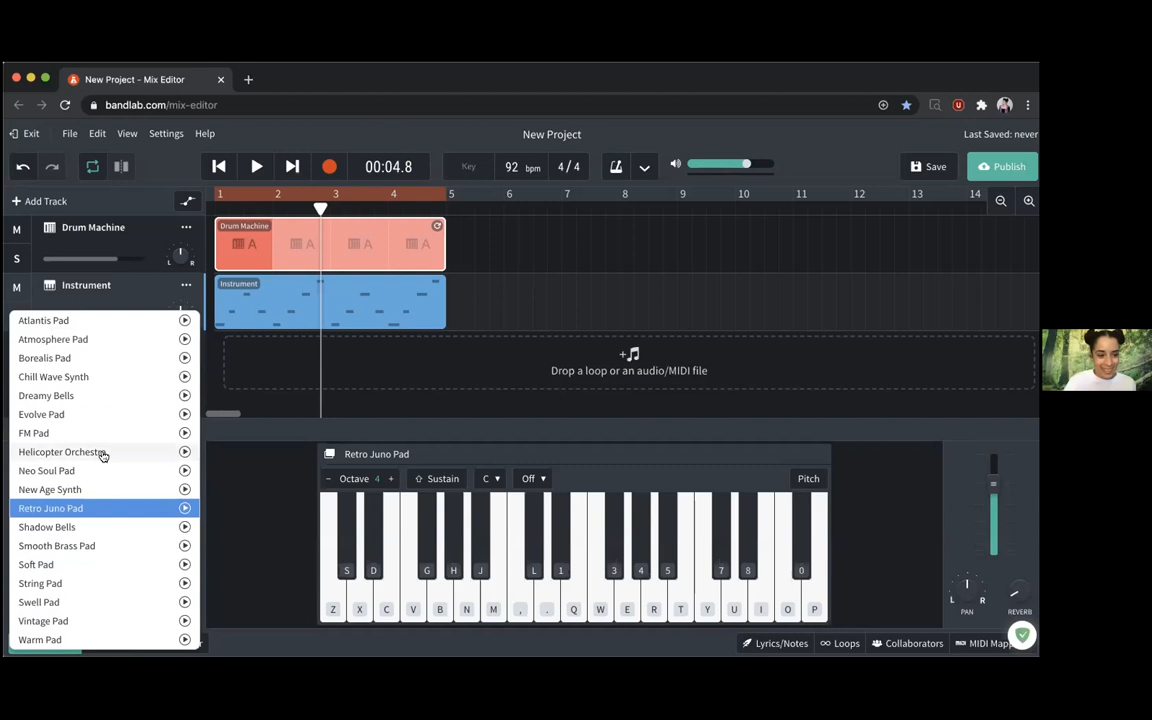 New Project - Mix Editor
bandlab.com/mix-editor
Exit File Edit View Settings Help New Project Last Saved: never
00:04.8 Key 92 bpm 4 / 4 Save Publish
+ Add Track 1 2 3 4 5 6 7 8 9 10 11 12 13 14
M Drum Machine Drum Machine
A A A A
S L R
M Instrument Instrument
Drop a loop or an audio/MIDI file
Atlantis Pad
Atmosphere Pad
Borealis Pad
Chill Wave Synth
Dreamy Bells
Evolve Pad
FM Pad
Helicopter Orchestra
Neo Soul Pad
New Age Synth
Retro Juno Pad
Shadow Bells
Smooth Brass Pad
Soft Pad
String Pad
Swell Pad
Vintage Pad
Warm Pad
Retro Juno Pad
- Octave 4 + Sustain C Off Pitch
S D G H J L 1 3 4 5 7 8 0
Z X C V B N M , . Q W E R T Y U I O P
L R
PAN REVERB
Lyrics/Notes Loops Collaborators MIDI Mapp